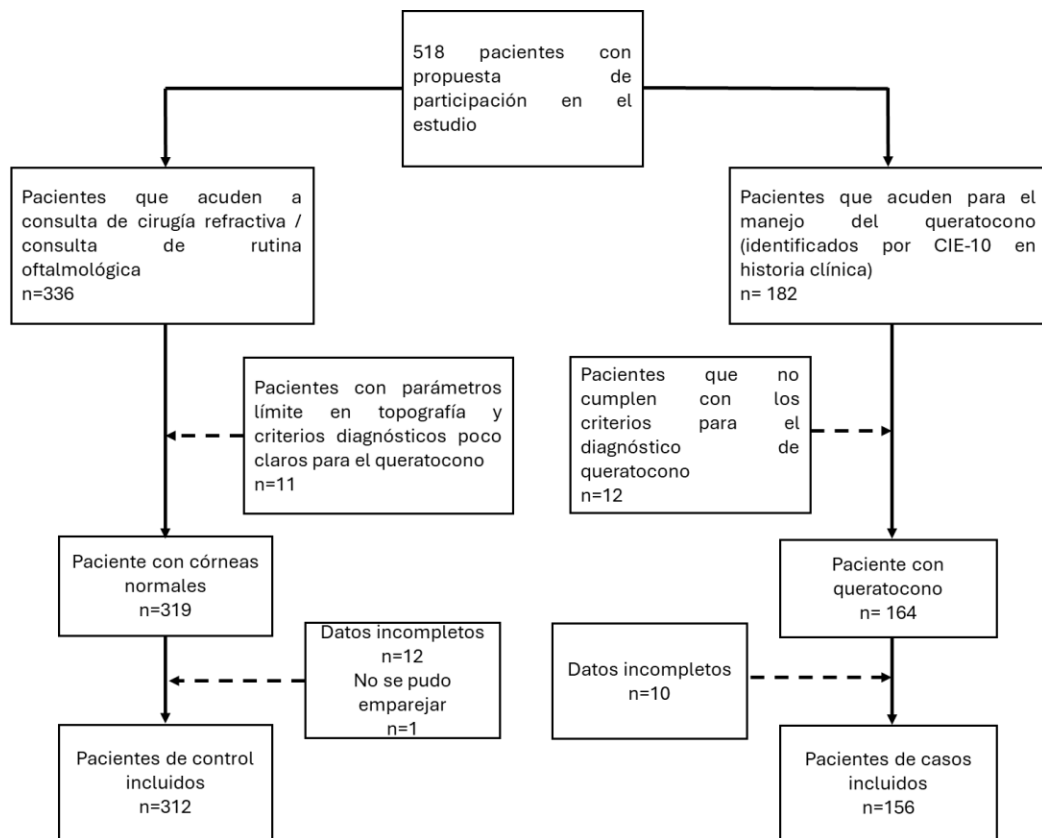 518 pacientes con
propuesta de
participación en el
estudio
Pacientes que acuden a
consulta de cirugía refractiva /
consulta de rutina
oftalmológica
n=336
Pacientes que acuden para el
manejo del queratocono
(identificados por CIE-10 en
historia clínica)
n= 182
Pacientes con parámetros
límite en topografía y
criterios diagnósticos poco
claros para el queratocono
n=11
Pacientes que no
cumplen con los
criterios para el
diagnóstico de
queratocono
n=12
Paciente con córneas
normales
n=319
Paciente con
queratocono
n= 164
Datos incompletos
n=12
No se pudo
emparejar
n=1
Datos incompletos
n=10
Pacientes de control
incluidos
n=312
Pacientes de casos
incluidos
n=156